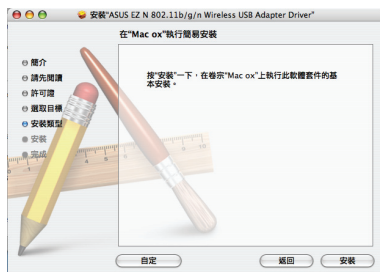 安裝"ASUS EZ N 802.11b/g/n Wireless USB Adapter Driver"
在"Mac ox"執行簡易安裝
簡介
請先閱讀
許可證
選取目標
安裝類型
安裝
完成
按"安裝"一下，在卷宗"Mac ox"上執行此軟體套件的基
本安裝。
自定
返回
安裝